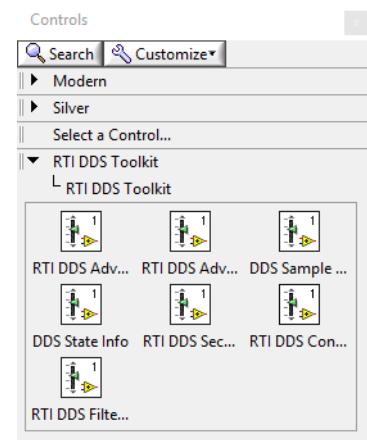 Controls
Search Customize
Modern
Silver
Select a Control...
RTI DDS Toolkit
RTI DDS Toolkit
1 1 1
RTI DDS Adv... RTI DDS Adv... DDS Sample ...
1 1 1
DDS State Info RTI DDS Sec... RTI DDS Con...
1
RTI DDS Filte...